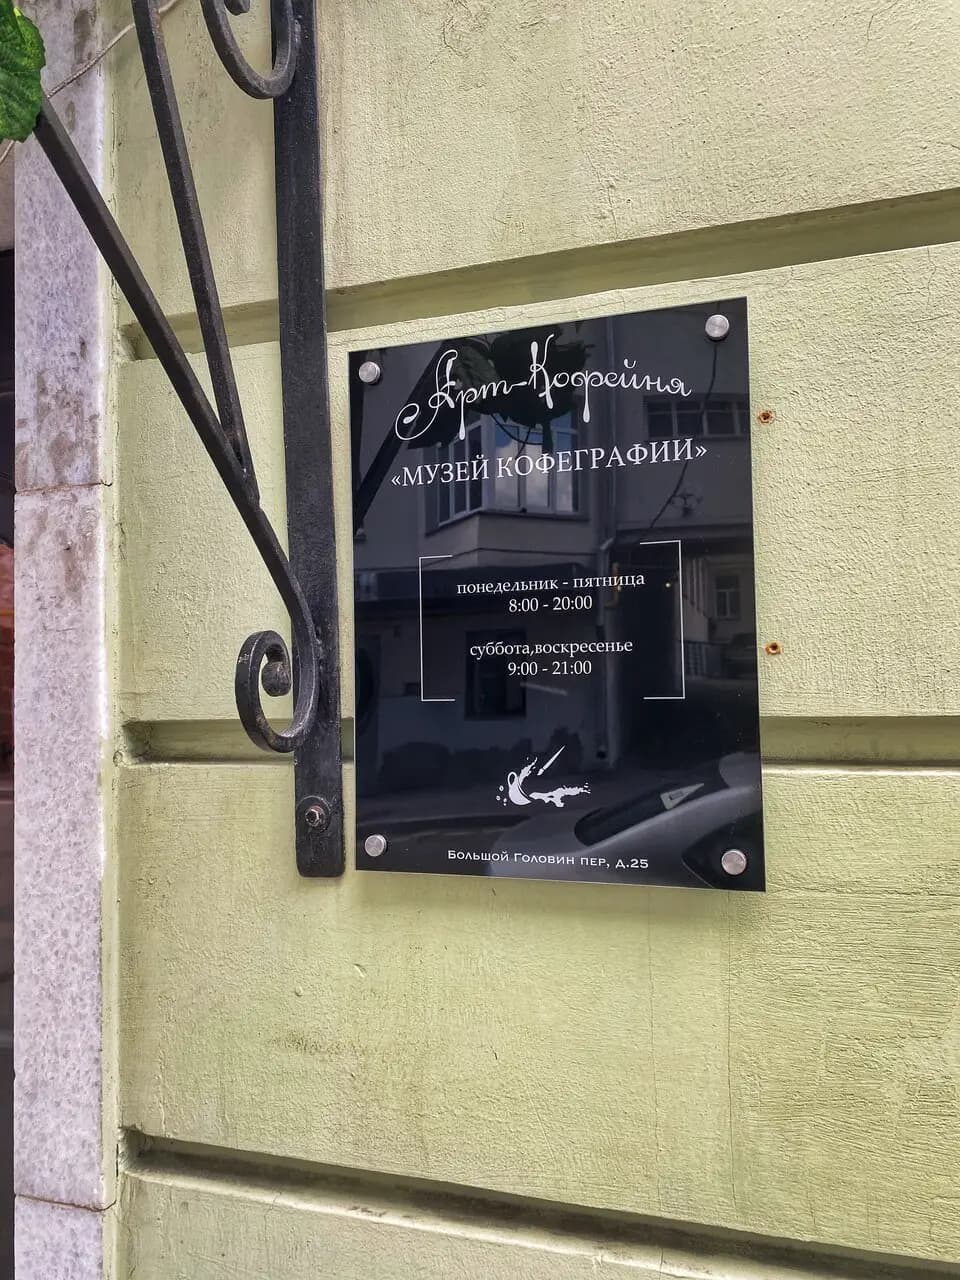 Арт-Кофейня
«МУЗЕЙ КОФЕГРАФИИ»
понедельник - пятница
8:00 - 20:00
суббота,воскресенье
9:00 - 21:00
Большой Головин пер, д.25